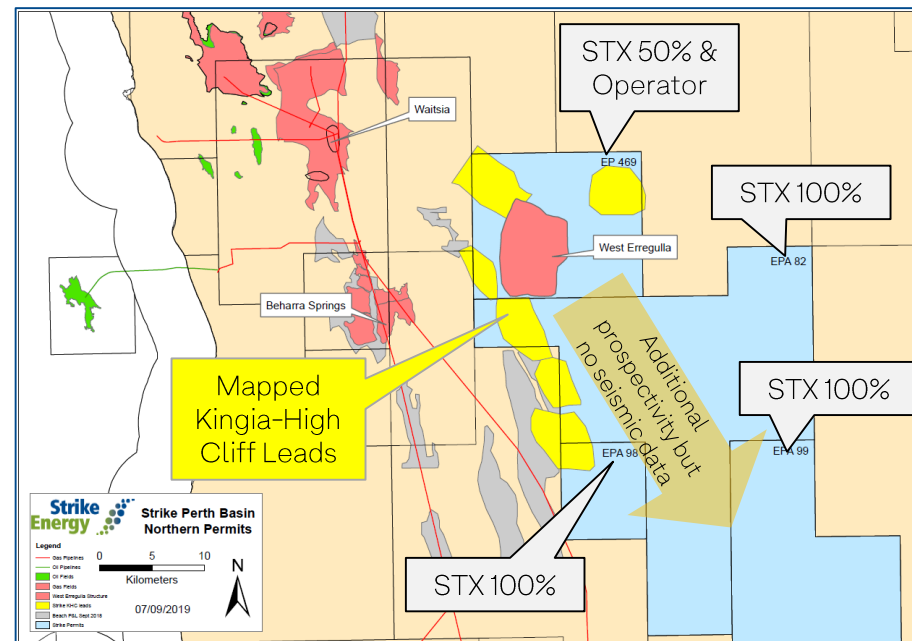 STX 50% &
Operator
Waitsia
EP 469
STX 100%
West Erregulla
EPA 82
Beharra Springs
Additional
prospectivity but
no seismic data
Mapped
Kingia-High
Cliff Leads
STX 100%
EPA 98
EPA 99
STX 100%
Strike
Energy
Strike Perth Basin
Northern Permits
Legend
Gas Pipelines
Oil Pipelines
Oil Fields
Gas Fields
West Erregulla Structure
Strike KHC leads
Beach P&L Sept 2018
Strike Permits
0 5 10
Kilometers
N
07/09/2019